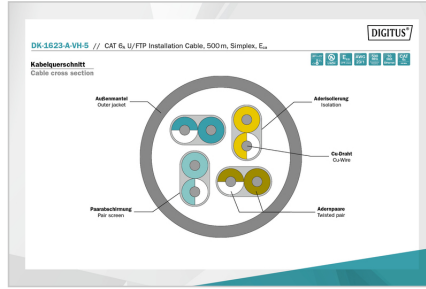 DIGITUS®
DK-1623-A-VH-5 // CAT 6A U/FTP Installation Cable, 500 m, Simplex, Eca
Kabelquerschnitt
Cable cross section
Außenmantel
Outer jacket
Aderisolierung
Isolation
Cu-Draht
Cu-Wire
Paarabschirmung
Pair screen
Adernpaare
Twisted pair